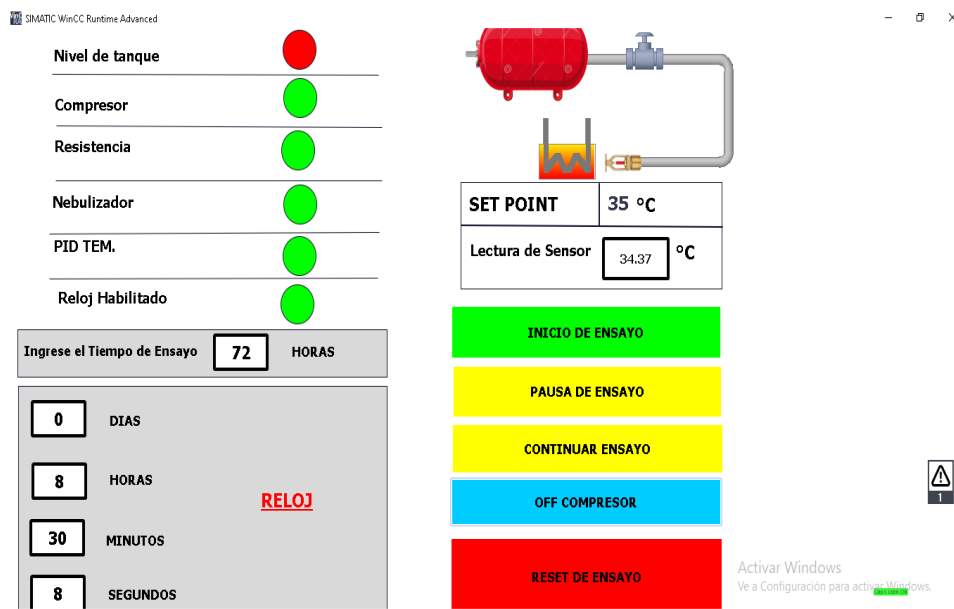 SIMATIC WinCC Runtime Advanced
Nivel de tanque
Compresor
Resistencia
Nebulizador
PID TEM.
Reloj Habilitado
Ingrese el Tiempo de Ensayo 72 HORAS
0 DIAS
8 HORAS
RELOJ
30 MINUTOS
8 SEGUNDOS
SET POINT 35 °C
Lectura de Sensor 34.37 °C
INICIO DE ENSAYO
PAUSA DE ENSAYO
CONTINUAR ENSAYO
OFF COMPRESOR
RESET DE ENSAYO
1
Activar Windows
Ve a Configuración para activar Windows.